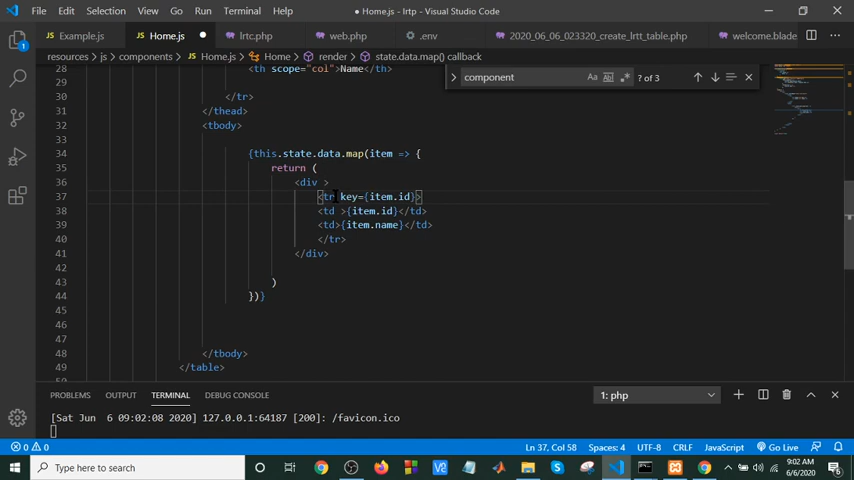 File Edit Selection View Go Run Terminal Help Home.js - lrtp - Visual Studio Code
Example.js Home.js lrtc.php web.php .env 2020_06_06_023320_create_lrtt_table.php welcome.blade
resources > js > components > Home.js > Home > render > state.data.map() callback
component Aa Abl .* ? of 3
28 <th scope="col">Name</th>
29
30 </tr>
31 </thead>
32 <tbody>
33
34 {this.state.data.map(item => {
35 return (
36 <div >
37 <tr key={item.id}>
38 <td >{item.id}</td>
39 <td>{item.name}</td>
40 </tr>
41 </div>
42
43 )
44 })}
45
46
47
48 </tbody>
49 </table>
PROBLEMS OUTPUT TERMINAL DEBUG CONSOLE 1: php
[Sat Jun  6 09:02:08 2020] 127.0.0.1:64187 [200]: /favicon.ico
0 0 Ln 37, Col 58 Spaces: 4 UTF-8 CRLF JavaScript Go Live
Type here to search 9:02 AM
6/6/2020